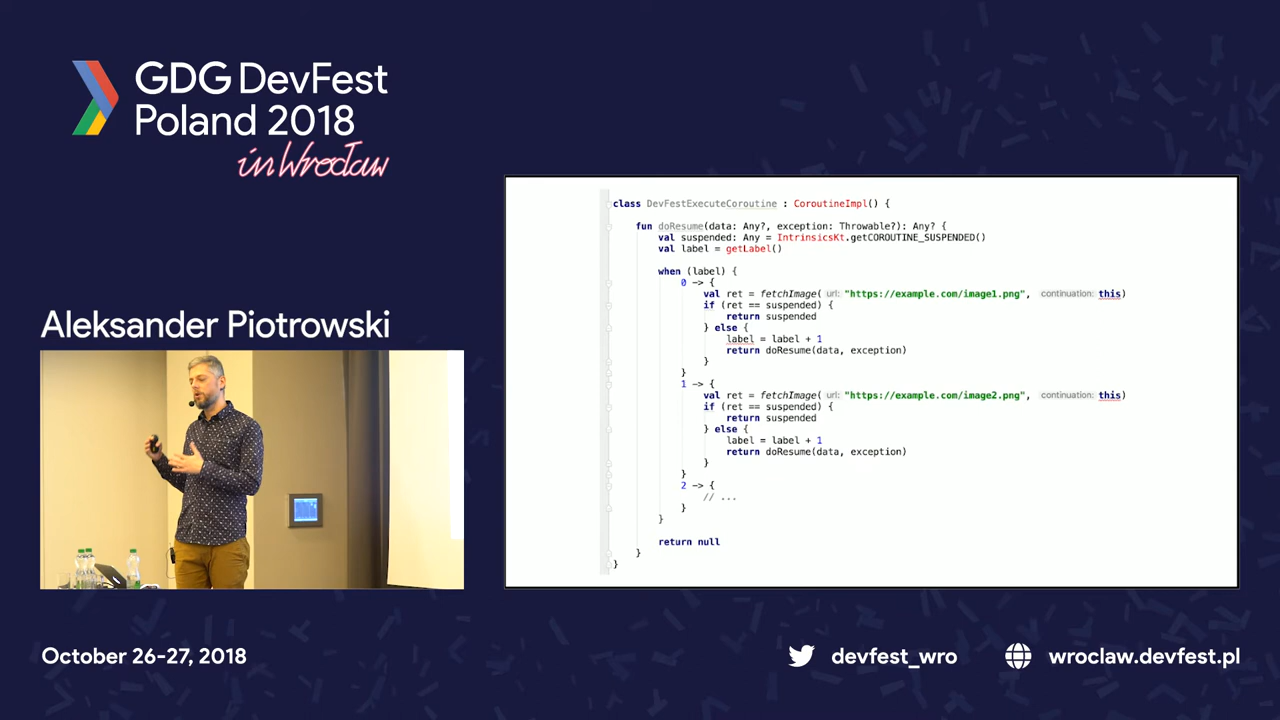 GDG DevFest
Poland 2018
in Wrocław
Aleksander Piotrowski
class DevFestExecuteCoroutine : CoroutineImpl() {
fun doResume(data: Any?, exception: Throwable?): Any? {
val suspended: Any = IntrinsicsKt.getCOROUTINE_SUSPENDED()
val label = getLabel()
when (label) {
0 -> {
val ret = fetchImage( url: "https://example.com/image1.png", continuation: this)
if (ret == suspended) {
return suspended
} else {
label = label + 1
return doResume(data, exception)
}
}
1 -> {
val ret = fetchImage( url: "https://example.com/image2.png", continuation: this)
if (ret == suspended) {
return suspended
} else {
label = label + 1
return doResume(data, exception)
}
}
2 -> {
// ...
}
}
return null
}
}
October 26-27, 2018
devfest_wro
wroclaw.devfest.pl